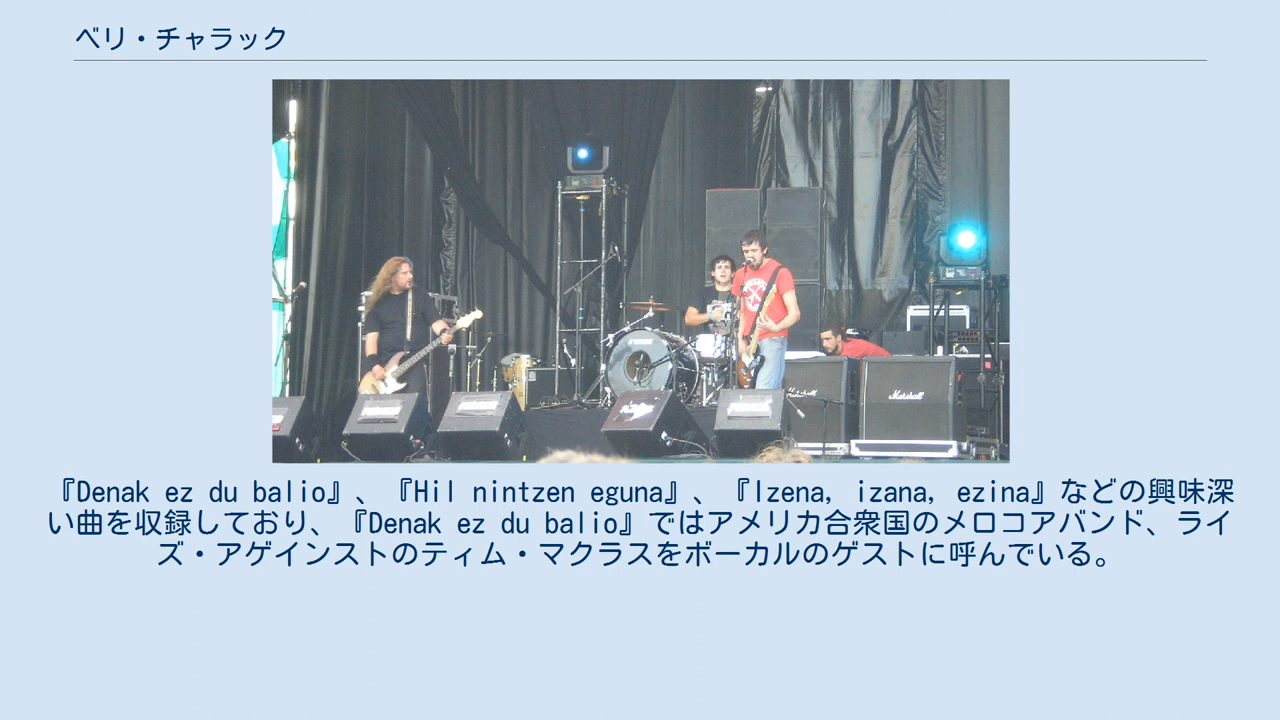 ベリ・チャラック
Marshall
『Denak ez du balio』、『Hil nintzen eguna』、『Izena, izana, ezina』などの興味深
い曲を収録しており、『Denak ez du balio』ではアメリカ合衆国のメロコアバンド、ライ
ズ・アゲインストのティム・マクラスをボーカルのゲストに呼んでいる。